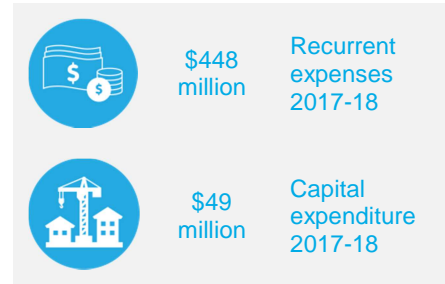 $448
million
Recurrent
expenses
2017-18
$49
million
Capital
expenditure
2017-18